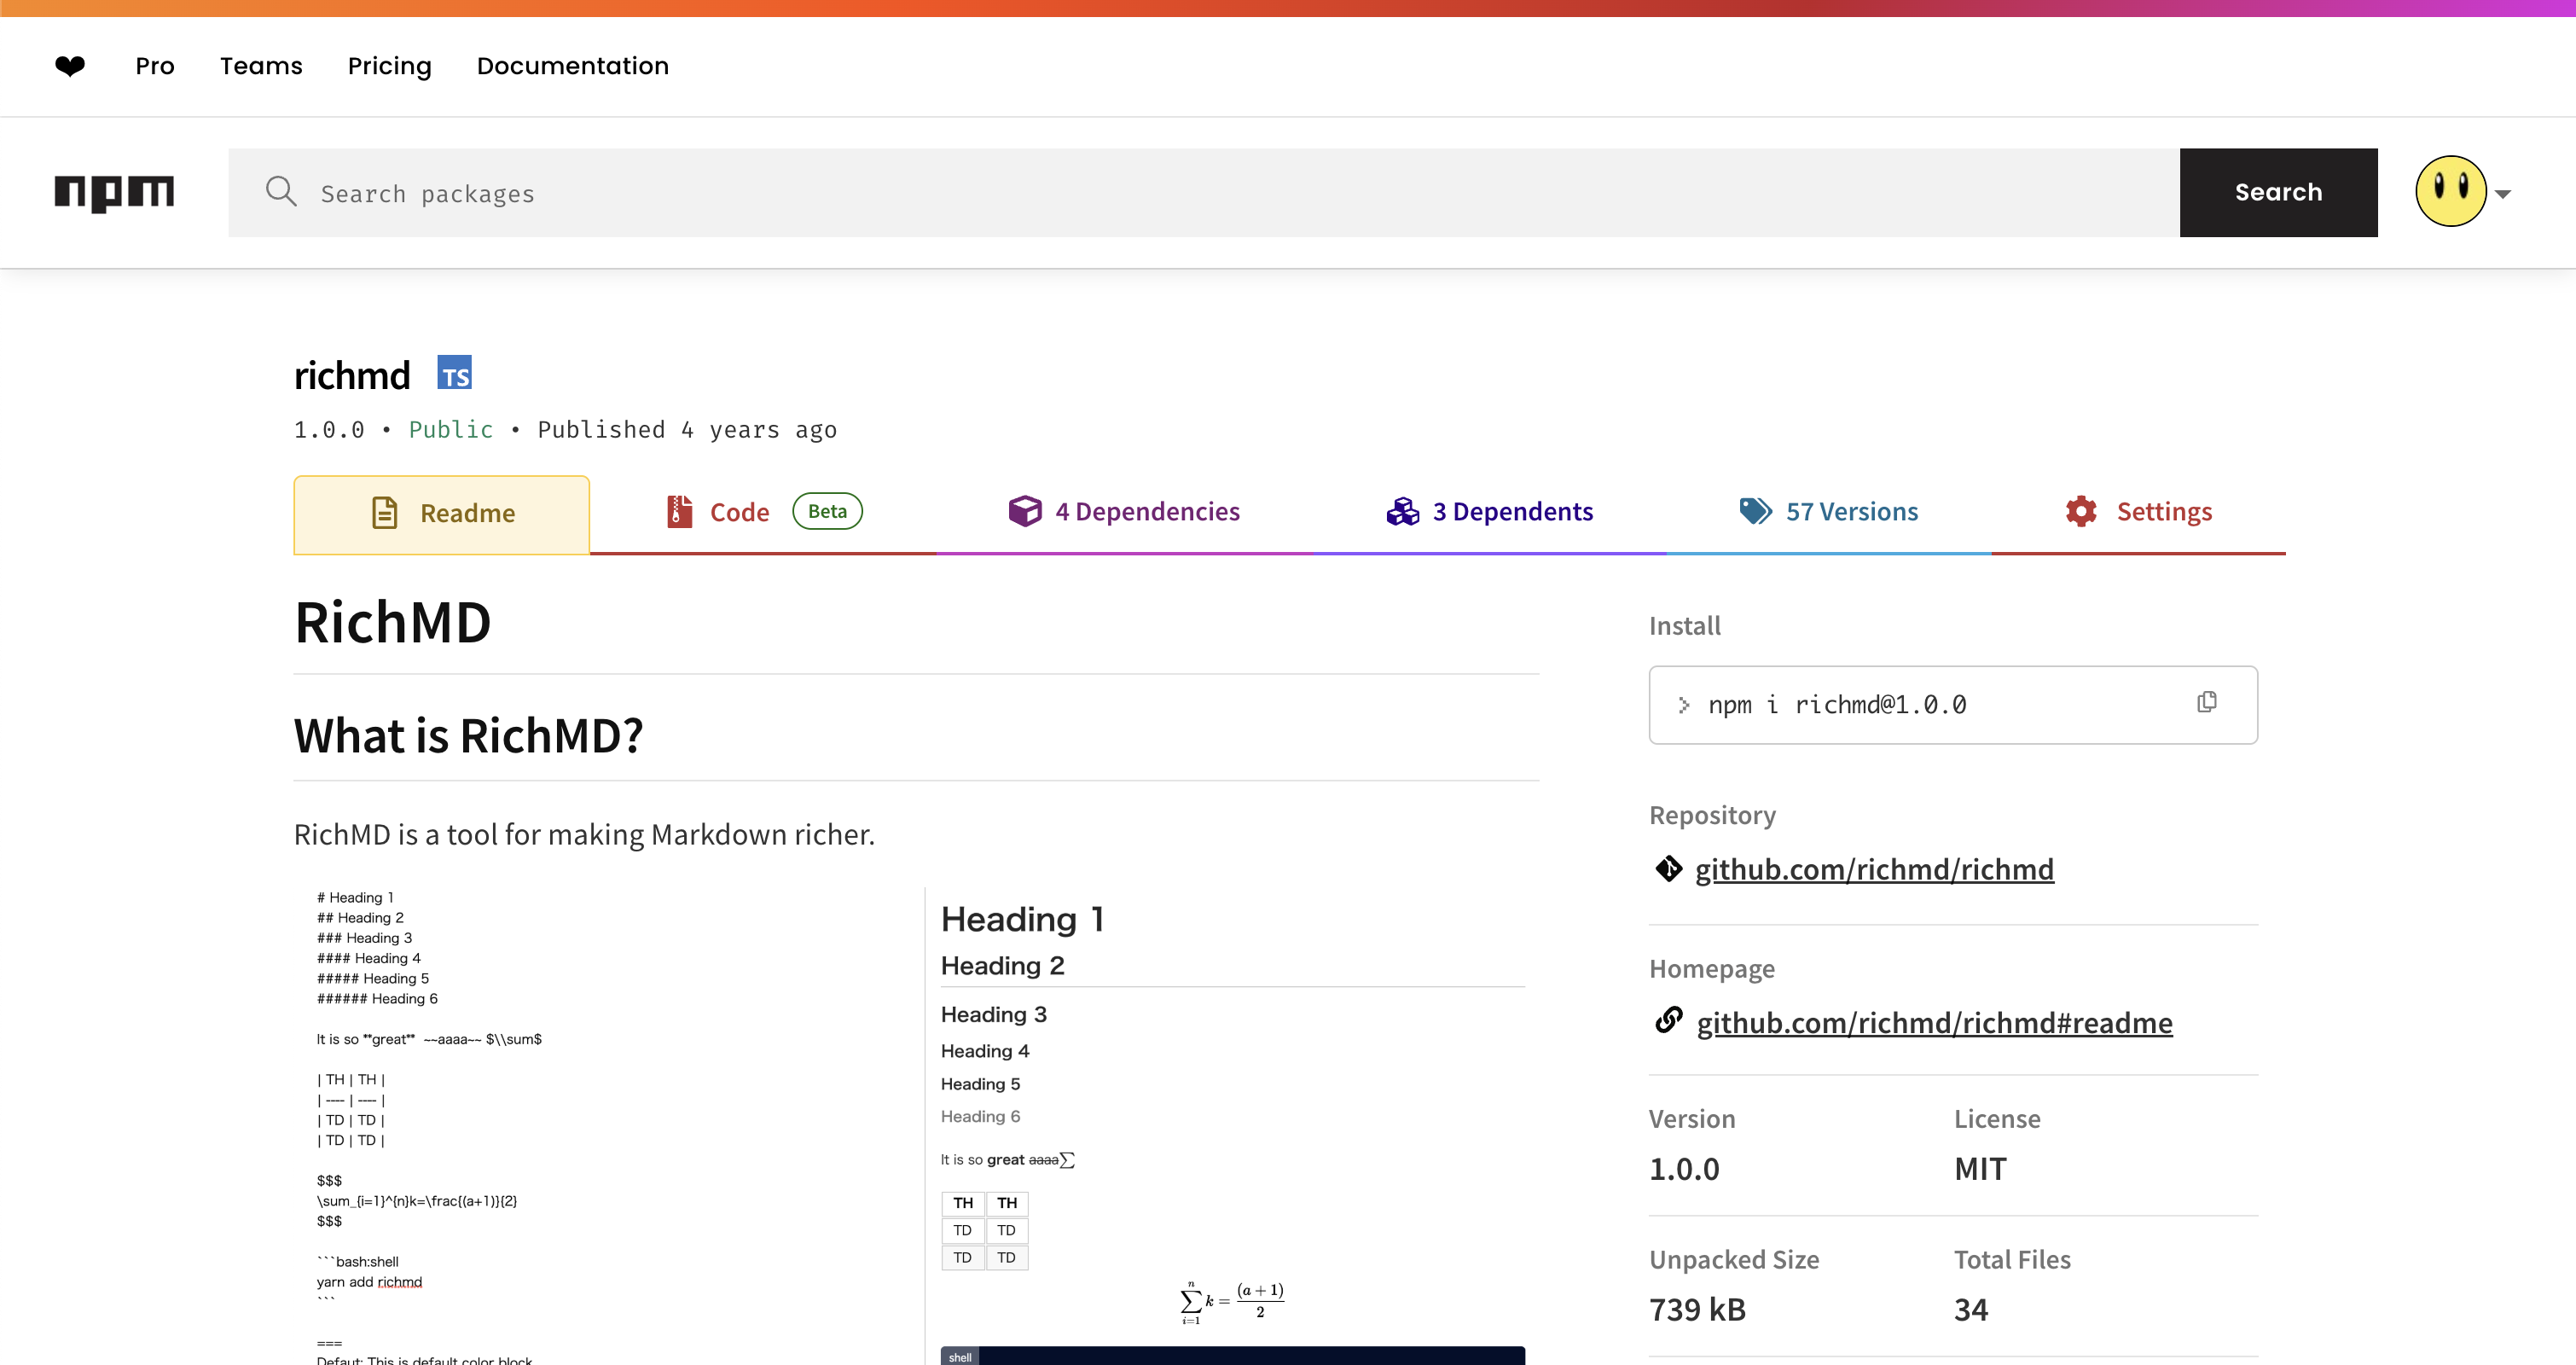 Pro Teams Pricing Documentation
npm Search packages Search
richmd TS
1.0.0 • Public • Published 4 years ago
Readme Code Beta 4 Dependencies 3 Dependents 57 Versions Settings
RichMD
What is RichMD?
RichMD is a tool for making Markdown richer.
# Heading 1
## Heading 2
### Heading 3
#### Heading 4
##### Heading 5
###### Heading 6
It is so **great** ~~aaaa~~ $\\sum$
| TH | TH |
| ---- | ---- |
| TD | TD |
| TD | TD |
$$$
\sum_{i=1}^{n}k=\frac{(a+1)}{2}
$$$
```bash:shell
yarn add richmd
```
===
Defaut: This is default color block
Heading 1
Heading 2
Heading 3
Heading 4
Heading 5
Heading 6
It is so great aaaa∑
TH TH
TD TD
TD TD
n
∑ k = (a + 1)
i=1 2
shell
Install
npm i richmd@1.0.0
Repository
github.com/richmd/richmd
Homepage
github.com/richmd/richmd#readme
Version License
1.0.0 MIT
Unpacked Size Total Files
739 kB 34